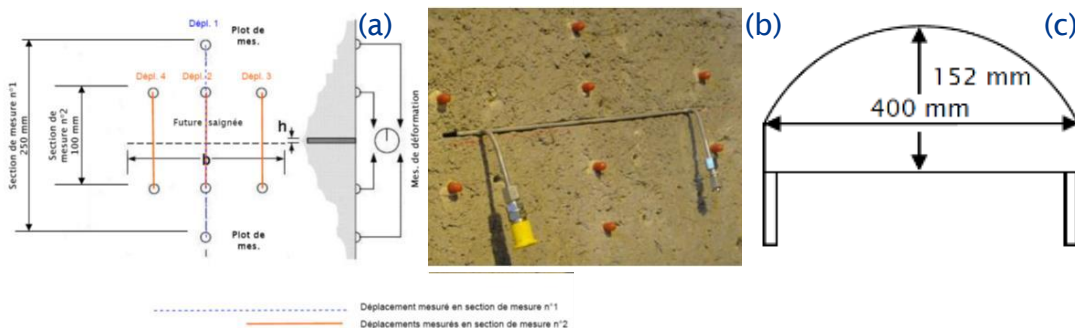 (a)
Dépl. 1
Plot de
mes.
Dépl. 4
Dépl. 2
Dépl. 3
Section de mesure n°1
250 mm
Section de
mesure n°2
100 mm
Future saignée
h
b
Plot de
mes.
Mes. de déformation
(b)
(c)
152 mm
400 mm
Déplacement mesuré en section de mesure n°1
Déplacements mesurés en section de mesure n°2